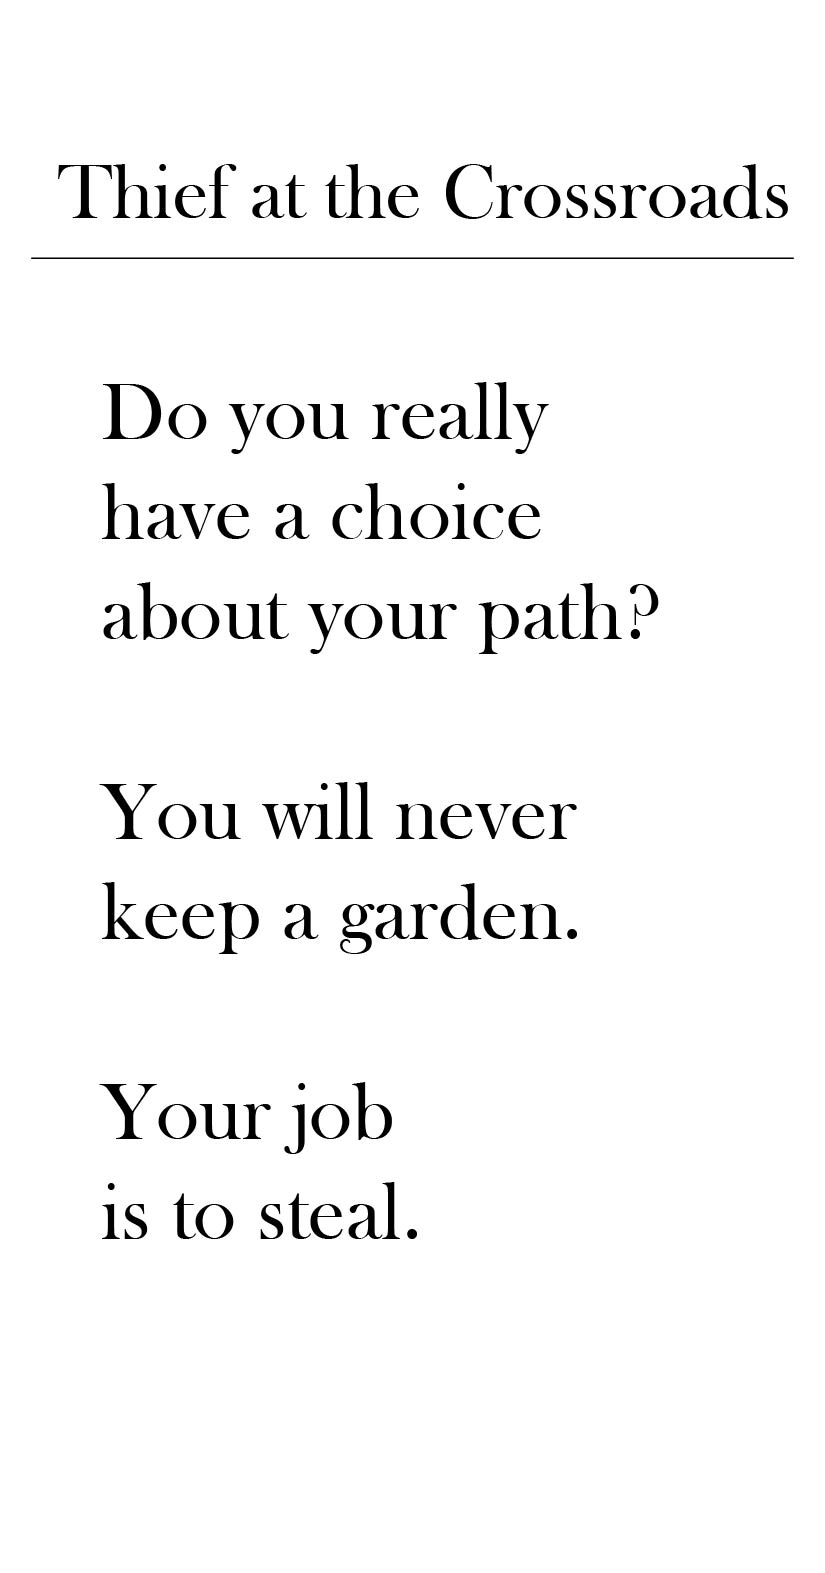 Thief at the Crossroads
Do you really
have a choice
about your path?
You will never
keep a garden.
Your job
is to steal.